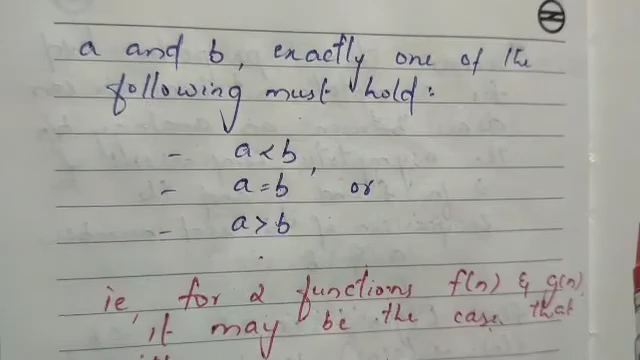 a and b, exactly one of the
following must hold:
- a < b,
- a = b or
- a > b
ie, for 2 functions f(n) & g(n)
it may be the case that